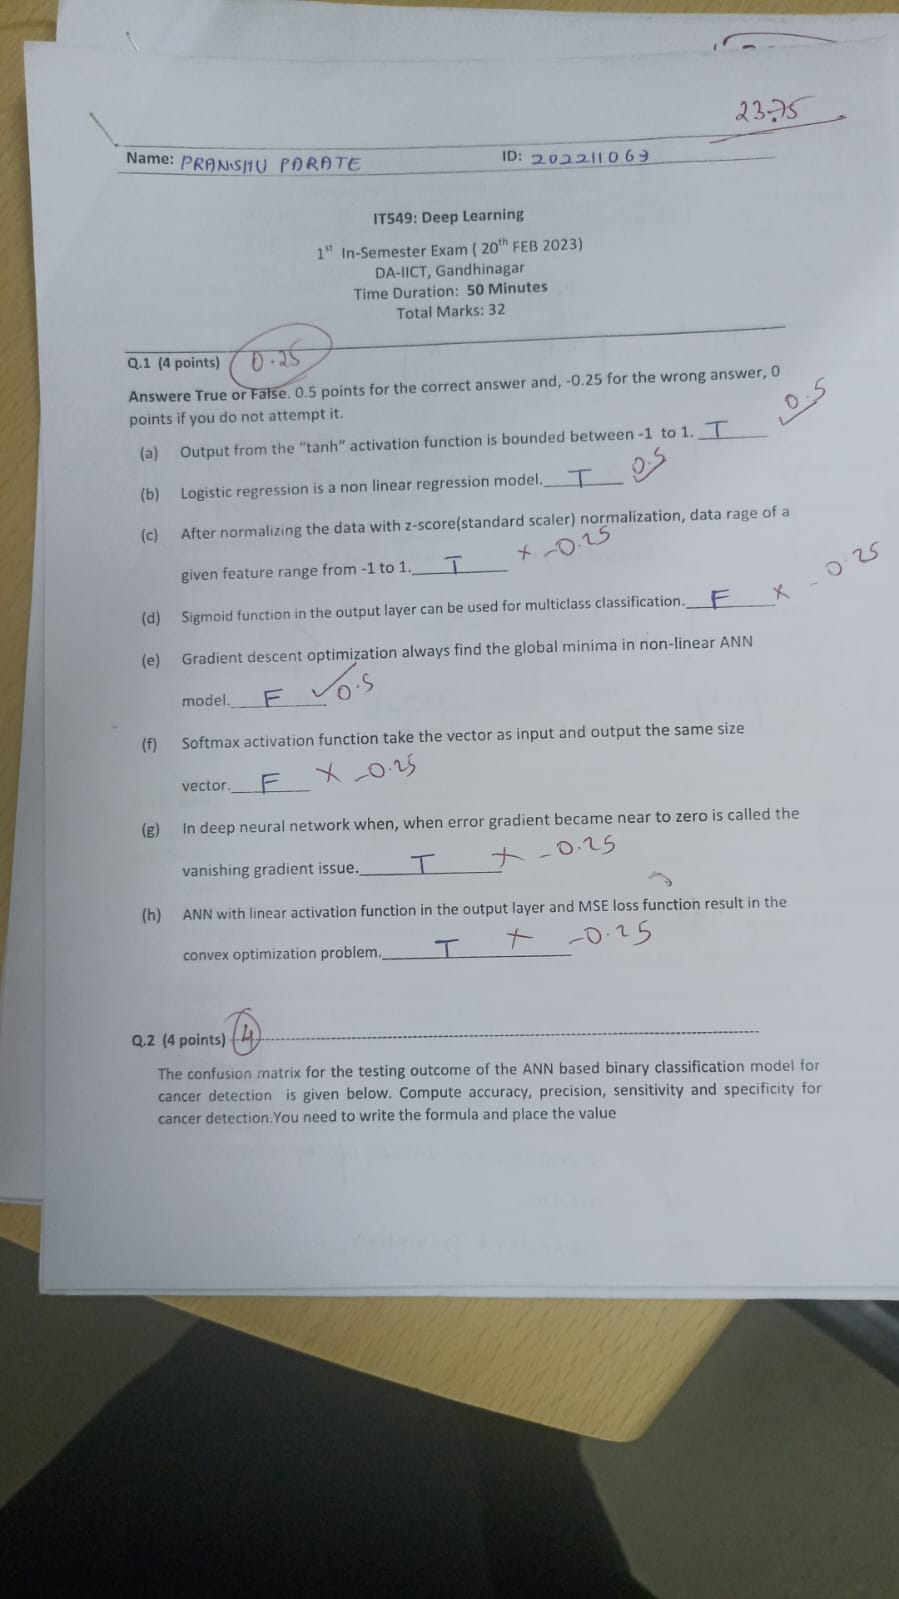 23.75
Name: PRANSHU PARATE ID: 202211063
IT549: Deep Learning
1st In-Semester Exam ( 20th FEB 2023)
DA-IICT, Gandhinagar
Time Duration: 50 Minutes
Total Marks: 32
Q.1 (4 points) 0.25
Answere True or False. 0.5 points for the correct answer and, -0.25 for the wrong answer, 0
points if you do not attempt it.
(a) Output from the “tanh” activation function is bounded between -1 to 1. T 0.5
(b) Logistic regression is a non linear regression model. T 0.5
(c) After normalizing the data with z-score(standard scaler) normalization, data rage of a
given feature range from -1 to 1. T × -0.25
(d) Sigmoid function in the output layer can be used for multiclass classification. F × -0.25
(e) Gradient descent optimization always find the global minima in non-linear ANN
model. F ✓0.5
(f) Softmax activation function take the vector as input and output the same size
vector. F × -0.25
(g) In deep neural network when, when error gradient became near to zero is called the
vanishing gradient issue. T × -0.25
(h) ANN with linear activation function in the output layer and MSE loss function result in the
convex optimization problem. T × -0.25
Q.2 (4 points) 4
The confusion matrix for the testing outcome of the ANN based binary classification model for
cancer detection is given below. Compute accuracy, precision, sensitivity and specificity for
cancer detection.You need to write the formula and place the value